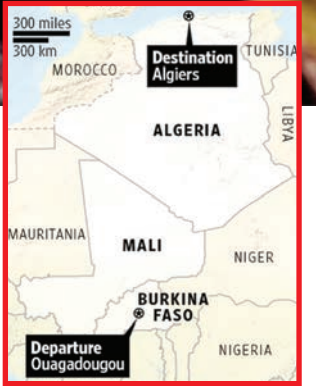 300 miles
300 km
Destination
Algiers
TUNISIA
MOROCCO
ALGERIA
LIBYA
MAURITANIA
MALI
NIGER
BURKINA
FASO
Departure
Ouagadougou
NIGERIA